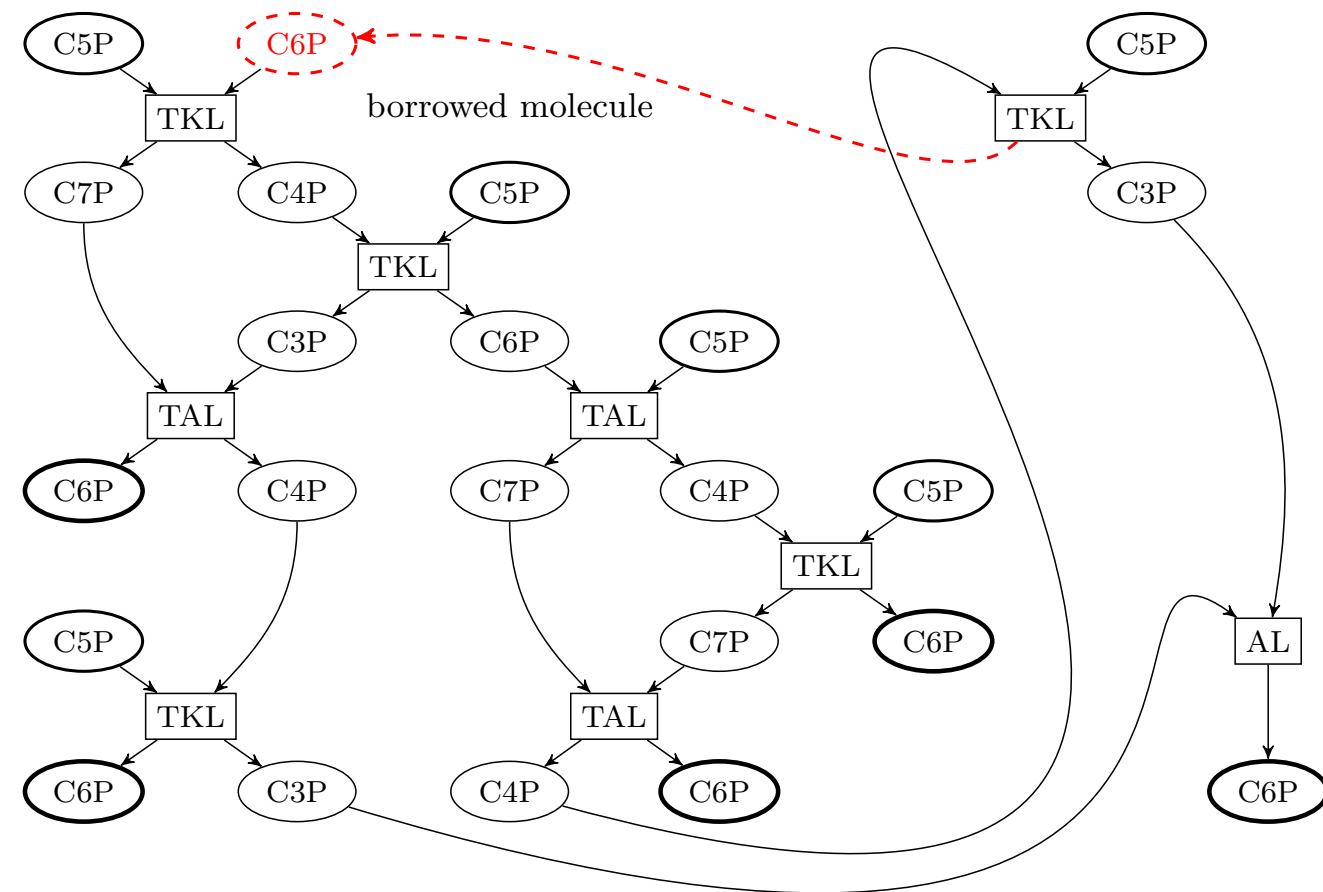 C5P C6P C5P
borrowed molecule
TKL TKL
C7P C4P C5P C3P
TKL
C3P C6P C5P
TAL TAL
C6P C4P C7P C4P C5P
TKL
C5P C7P C6P AL
TKL TAL
C6P C3P C4P C6P C6P